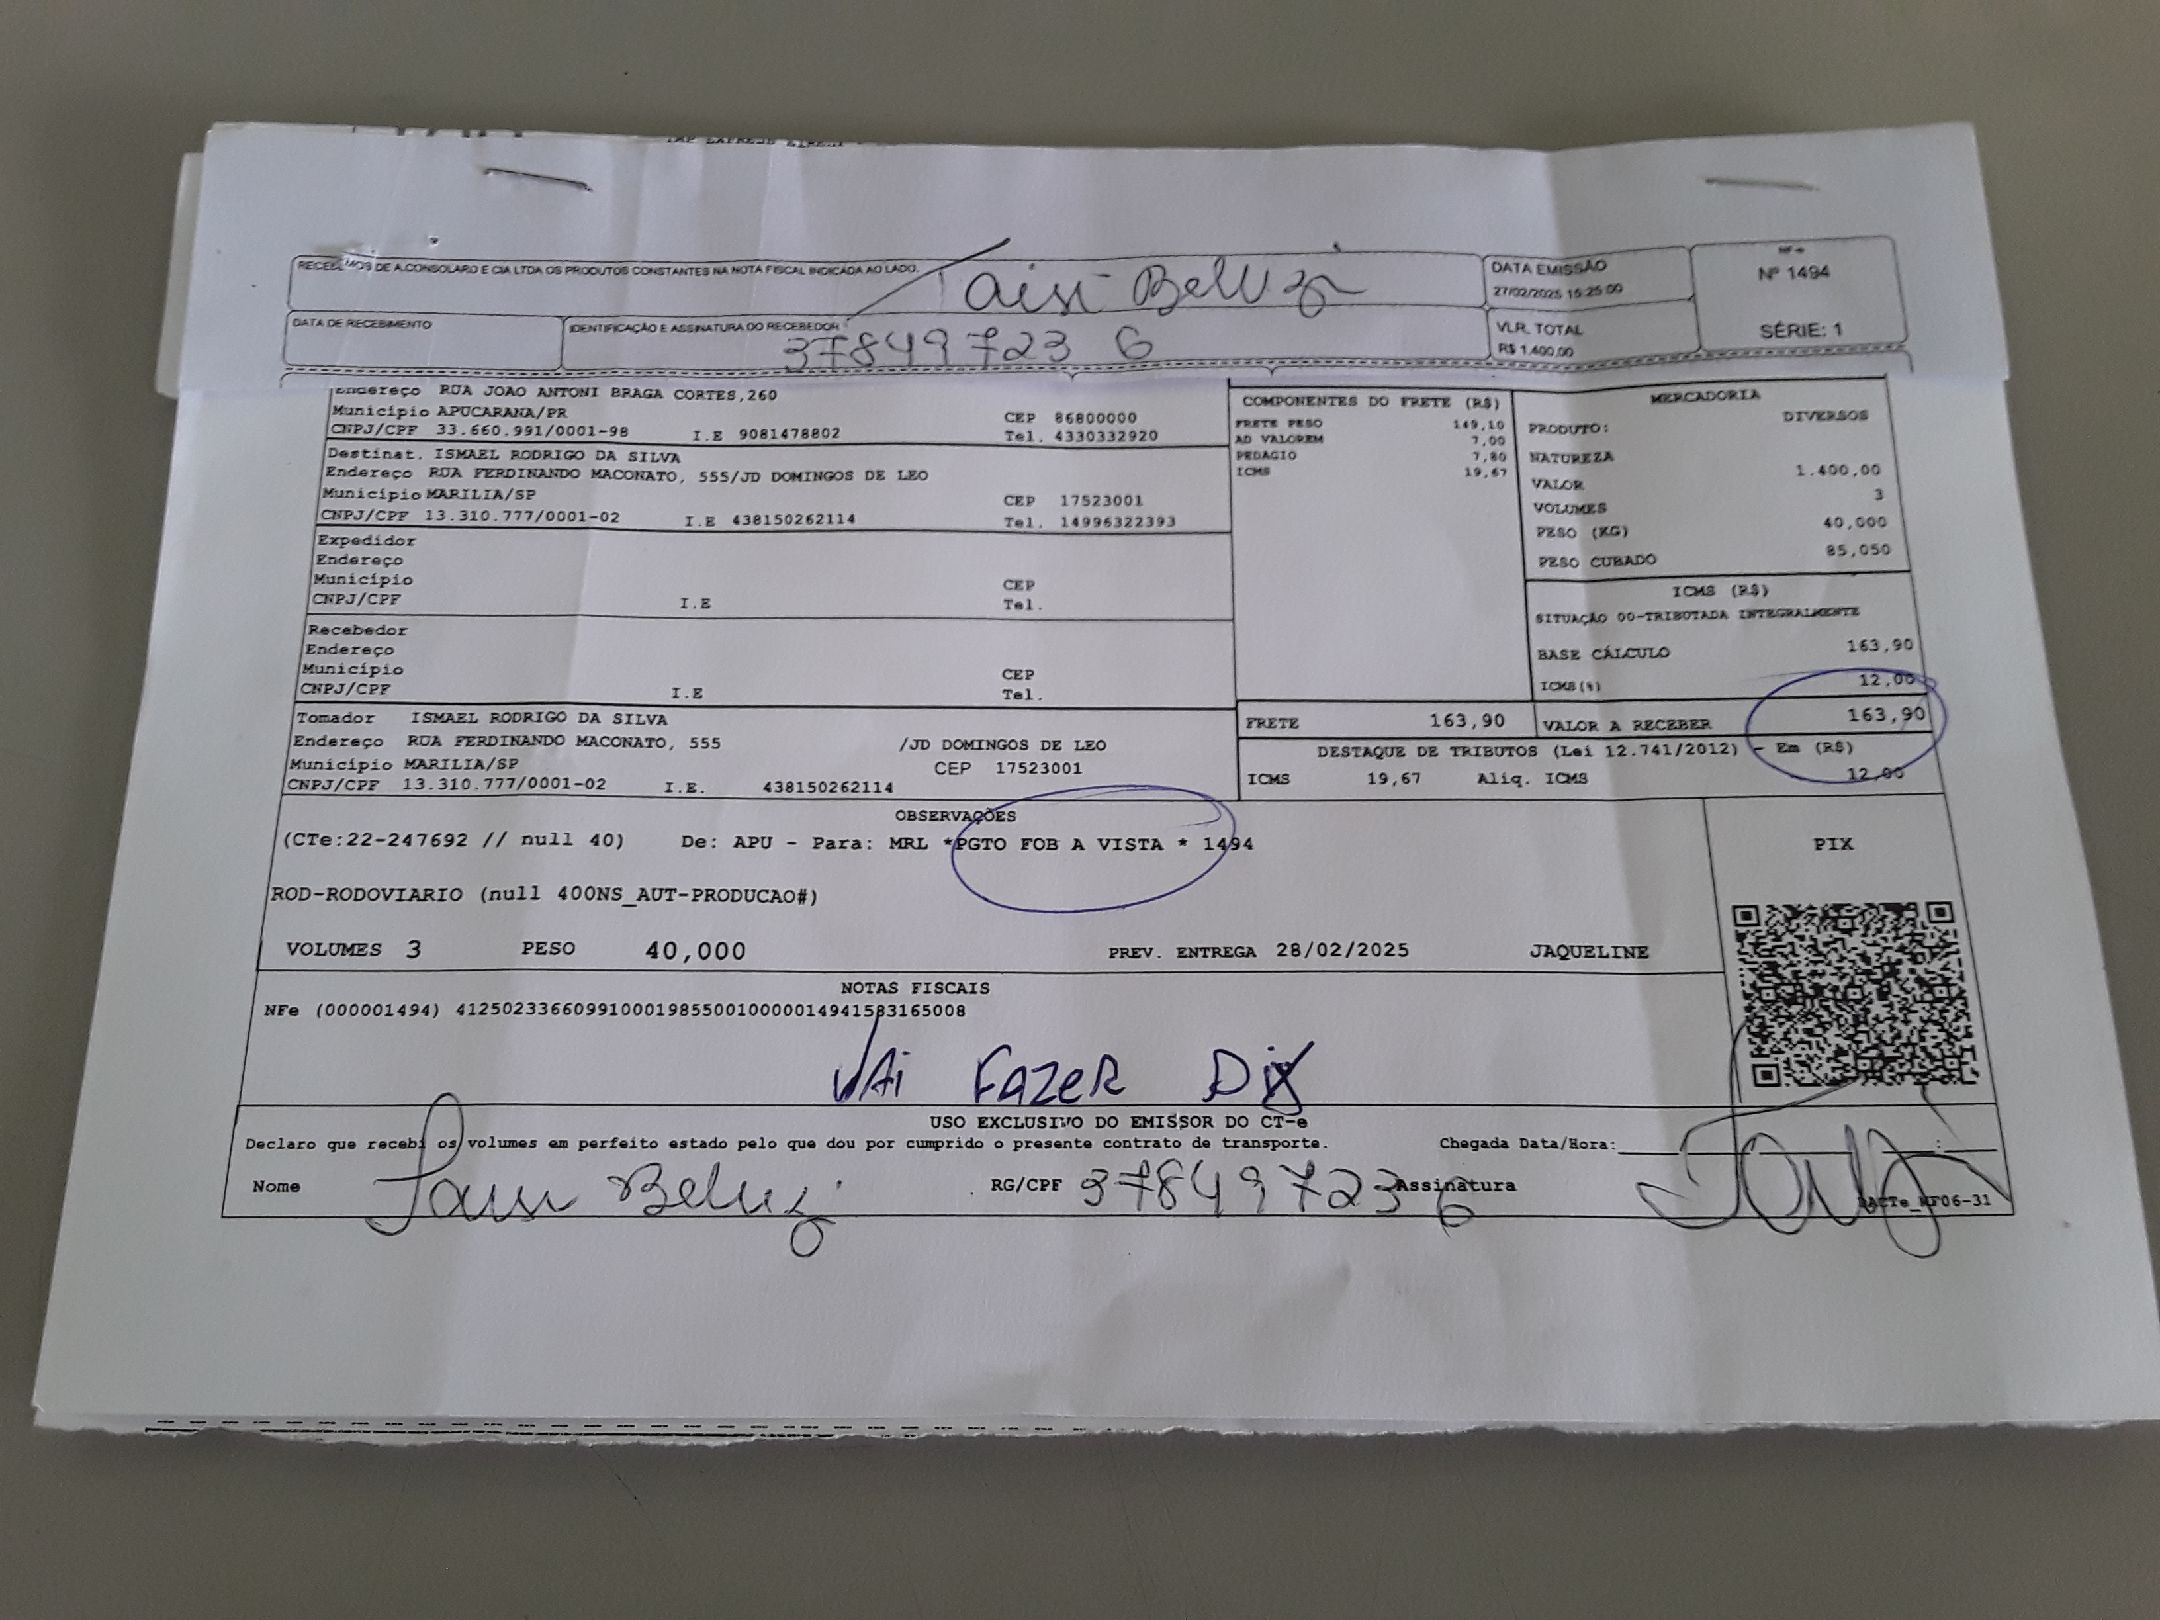 RECEBEMOS DE A.CONSOLARO E CIA LTDA OS PRODUTOS CONSTANTES NA NOTA FISCAL INDICADA AO LADO.
DATA EMISSÃO
27/02/2025 15:25:00
NF-e
Nº 1494
SÉRIE: 1
DATA DE RECEBIMENTO
IDENTIFICAÇÃO E ASSINATURA DO RECEBEDOR
37849723 6
VLR. TOTAL
R$ 1.400,00
Endereço RUA JOAO ANTONI BRAGA CORTES,260
Município APUCARANA/PR CEP 86800000
CNPJ/CPF 33.660.991/0001-98 I.E 9081478802 Tel. 4330332920
Destinat. ISMAEL RODRIGO DA SILVA
Endereço RUA FERDINANDO MACONATO, 555/JD DOMINGOS DE LEO
Município MARILIA/SP CEP 17523001
CNPJ/CPF 13.310.777/0001-02 I.E 438150262114 Tel. 14996322393
Expedidor
Endereço
Município CEP
CNPJ/CPF I.E Tel.
Recebedor
Endereço
Município CEP
CNPJ/CPF I.E Tel.
Tomador ISMAEL RODRIGO DA SILVA
Endereço RUA FERDINANDO MACONATO, 555 /JD DOMINGOS DE LEO
Município MARILIA/SP CEP 17523001
CNPJ/CPF 13.310.777/0001-02 I.E. 438150262114
COMPONENTES DO FRETE (R$)
FRETE PESO 149,10
AD VALOREM 7,00
PEDAGIO 7,80
ICMS 19,67
MERCADORIA
PRODUTO: DIVERSOS
NATUREZA
VALOR 1.400,00
VOLUMES 3
PESO (KG) 40,000
PESO CUBADO 85,050
ICMS (R$)
SITUAÇÃO 00-TRIBUTADA INTEGRALMENTE
BASE CÁLCULO 163,90
ICMS(%) 12,00
FRETE 163,90 VALOR A RECEBER 163,90
DESTAQUE DE TRIBUTOS (Lei 12.741/2012) - Em (R$)
ICMS 19,67 Aliq. ICMS 12,00
OBSERVAÇÕES
(CTe:22-247692 // null 40) De: APU - Para: MRL *PGTO FOB A VISTA * 1494
ROD-RODOVIARIO (null 400NS_AUT-PRODUCAO#)
VOLUMES 3 PESO 40,000 PREV. ENTREGA 28/02/2025 JAQUELINE
PIX
NOTAS FISCAIS
NFe (000001494) 41250233660991000198550010000014941583165008
VAi FAZER PiX
USO EXCLUSIVO DO EMISSOR DO CT-e
Declaro que recebi os volumes em perfeito estado pelo que dou por cumprido o presente contrato de transporte. Chegada Data/Hora: :
Nome RG/CPF 37849723 6 Assinatura
DACTe_MF06-31